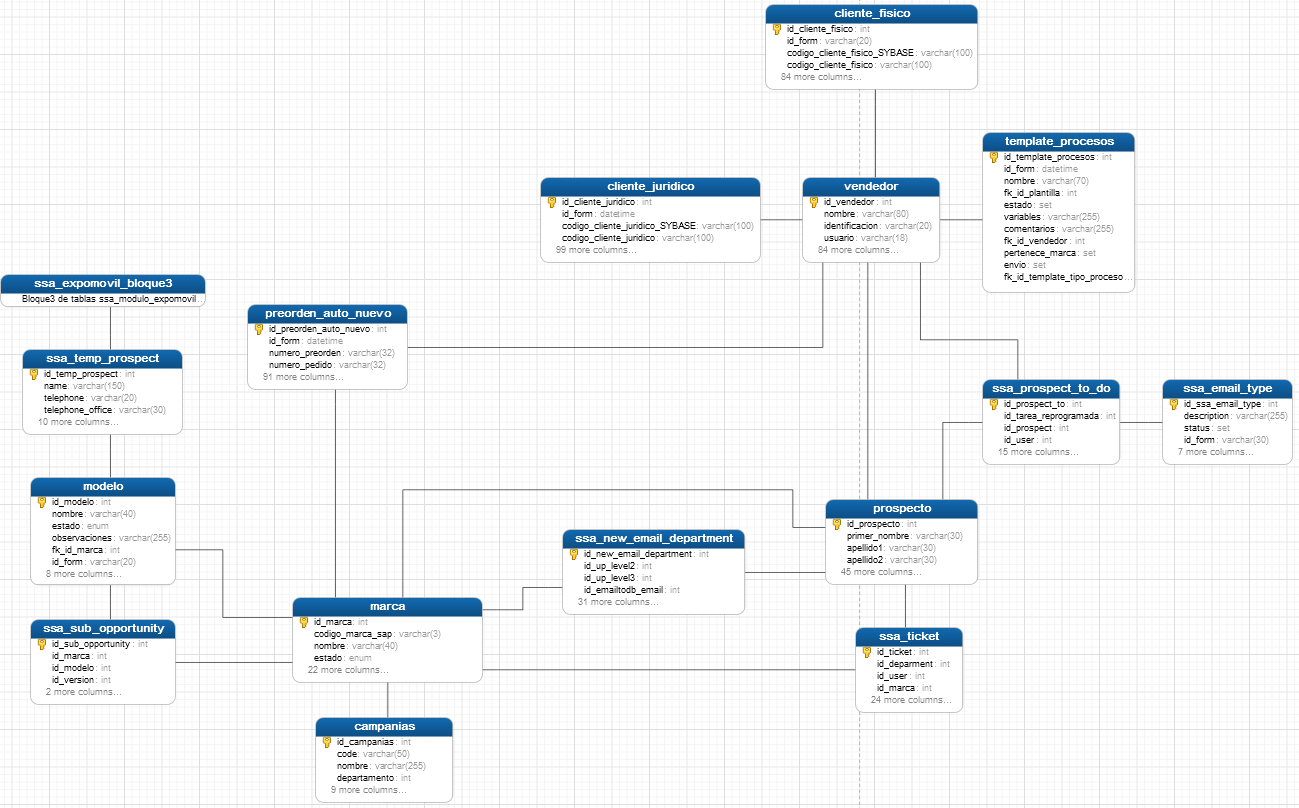 cliente_fisico
id_cliente_fisico: int
id_form: varchar(20)
codigo_cliente_fisico_SYBASE: varchar(100)
codigo_cliente_fisico: varchar(100)
84 more columns...
template_procesos
id_template_procesos: int
id_form: datetime
nombre: varchar(70)
fk_id_plantilla: int
estado: set
variables: varchar(255)
comentarios: varchar(255)
fk_id_vendedor: int
pertenece_marca: set
envio: set
fk_id_template_tipo_proceso...
cliente_juridico
id_cliente_juridico: int
id_form: datetime
codigo_cliente_juridico_SYBASE: varchar(100)
codigo_cliente_juridico: varchar(100)
99 more columns...
vendedor
id_vendedor: int
nombre: varchar(80)
identificacion: varchar(20)
usuario: varchar(18)
84 more columns...
ssa_expomovil_bloque3
Bloque3 de tablas ssa_modulo_expomovil...
preorden_auto_nuevo
id_preorden_auto_nuevo: int
id_form: datetime
numero_preorden: varchar(32)
numero_pedido: varchar(32)
91 more columns...
ssa_temp_prospect
id_temp_prospect: int
name: varchar(150)
telephone: varchar(20)
telephone_office: varchar(30)
10 more columns...
ssa_prospect_to_do
id_prospect_to: int
id_tarea_reprogramada: int
id_prospect: int
id_user: int
15 more columns...
ssa_email_type
id_ssa_email_type: int
description: varchar(255)
status: set
id_form: varchar(30)
7 more columns...
modelo
id_modelo: int
nombre: varchar(40)
estado: enum
observaciones: varchar(255)
fk_id_marca: int
id_form: varchar(20)
8 more columns...
prospecto
id_prospecto: int
primer_nombre: varchar(30)
apellido1: varchar(30)
apellido2: varchar(30)
45 more columns...
ssa_new_email_department
id_new_email_department: int
id_up_level2: int
id_up_level3: int
id_emailtodb_email: int
31 more columns...
marca
id_marca: int
codigo_marca_sap: varchar(3)
nombre: varchar(40)
estado: enum
22 more columns...
ssa_sub_opportunity
id_sub_opportunity: int
id_marca: int
id_modelo: int
id_version: int
2 more columns...
ssa_ticket
id_ticket: int
id_deparment: int
id_user: int
id_marca: int
24 more columns...
campanias
id_campanias: int
code: varchar(50)
nombre: varchar(255)
departamento: int
9 more columns...